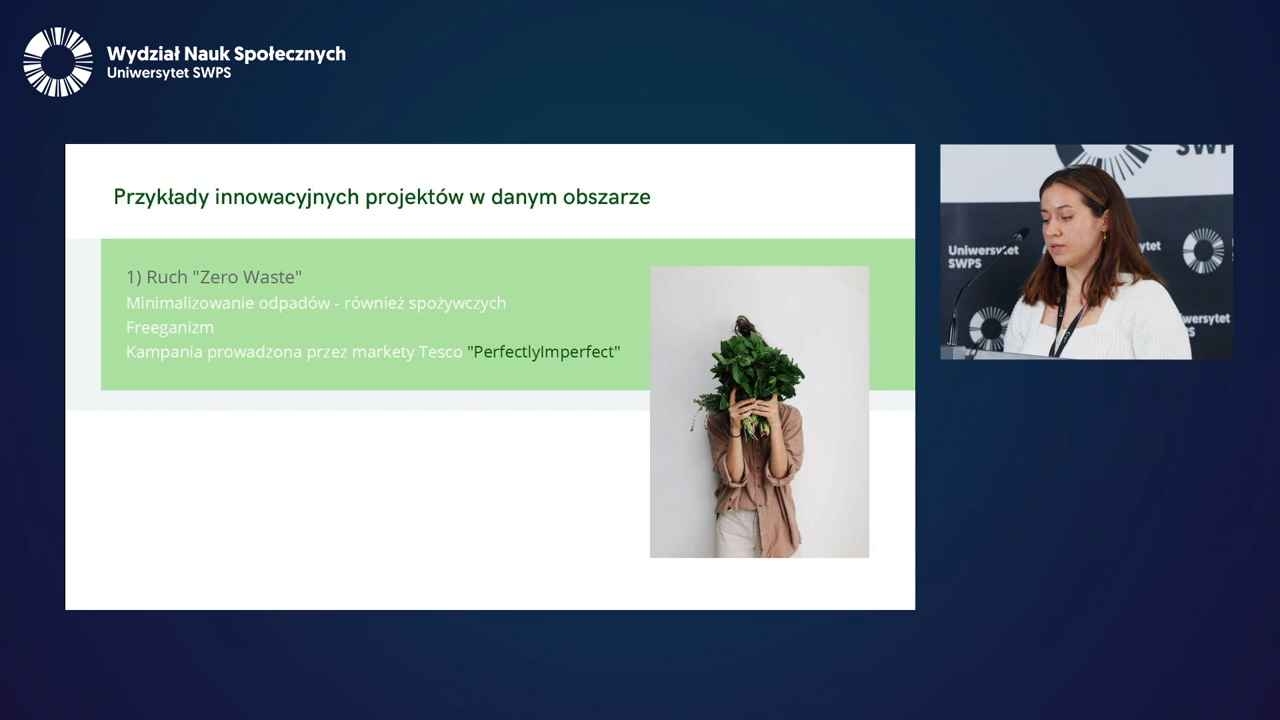 Wydział Nauk Społecznych
Uniwersytet SWPS
Przykłady innowacyjnych projektów w danym obszarze
1) Ruch "Zero Waste"
Minimalizowanie odpadów - również spożywczych
Freeganizm
Kampania prowadzona przez markety Tesco "PerfectlyImperfect"
Uniwersytet
SWPS